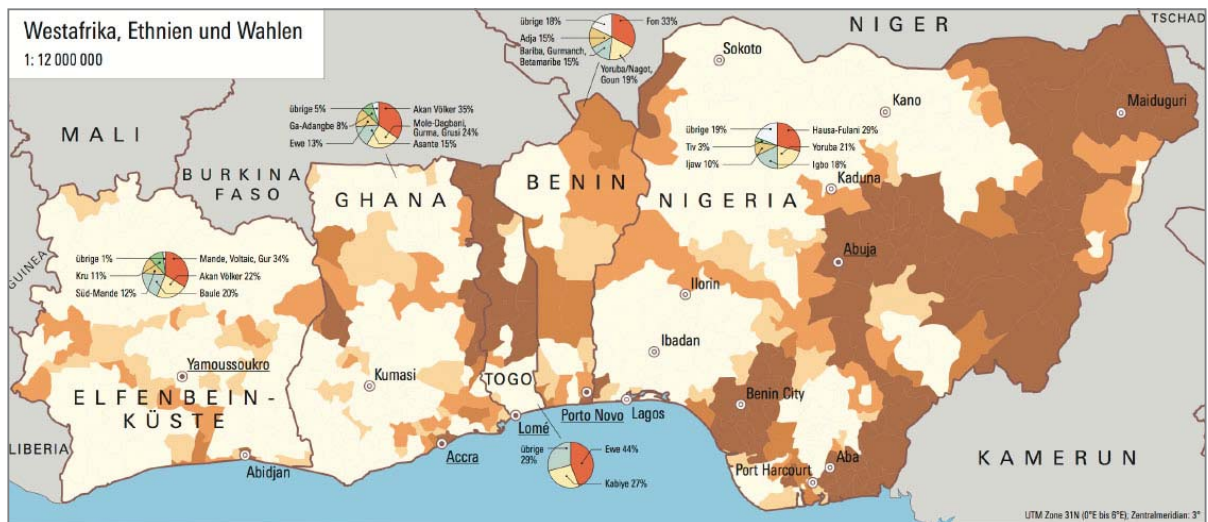 Westafrika, Ethnien und Wahlen
1: 12 000 000
MALI
BURKINA
FASO
GUINEA
LIBERIA
NIGER
TSCHAD
KAMERUN
übrige 1%
Kru 11%
Süd-Mande 12%
Mande, Voltaic, Gur 34%
Akan Völker 22%
Baule 20%
Yamoussoukro
ELFENBEIN-
KÜSTE
Abidjan
übrige 5%
Ga-Adangbe 8%
Ewe 13%
Akan Völker 35%
Mole-Dagbani,
Gurma, Grusi 24%
Asante 15%
GHANA
Kumasi
Accra
TOGO
Lomé
übrige
29%
Ewe 44%
Kabiye 27%
übrige 18%
Adja 15%
Bariba, Gurmanch,
Betamaribe 15%
Fon 33%
Yoruba/Nagot,
Goun 19%
BENIN
Porto Novo
übrige 19%
Tiv 3%
Ijaw 10%
Hausa-Fulani 29%
Yoruba 21%
Igbo 18%
NIGERIA
Sokoto
Kano
Maiduguri
Kaduna
Abuja
Ilorin
Ibadan
Lagos
Benin City
Port Harcourt
Aba
UTM Zone 31N (0°E bis 6°E); Zentralmeridian: 3°